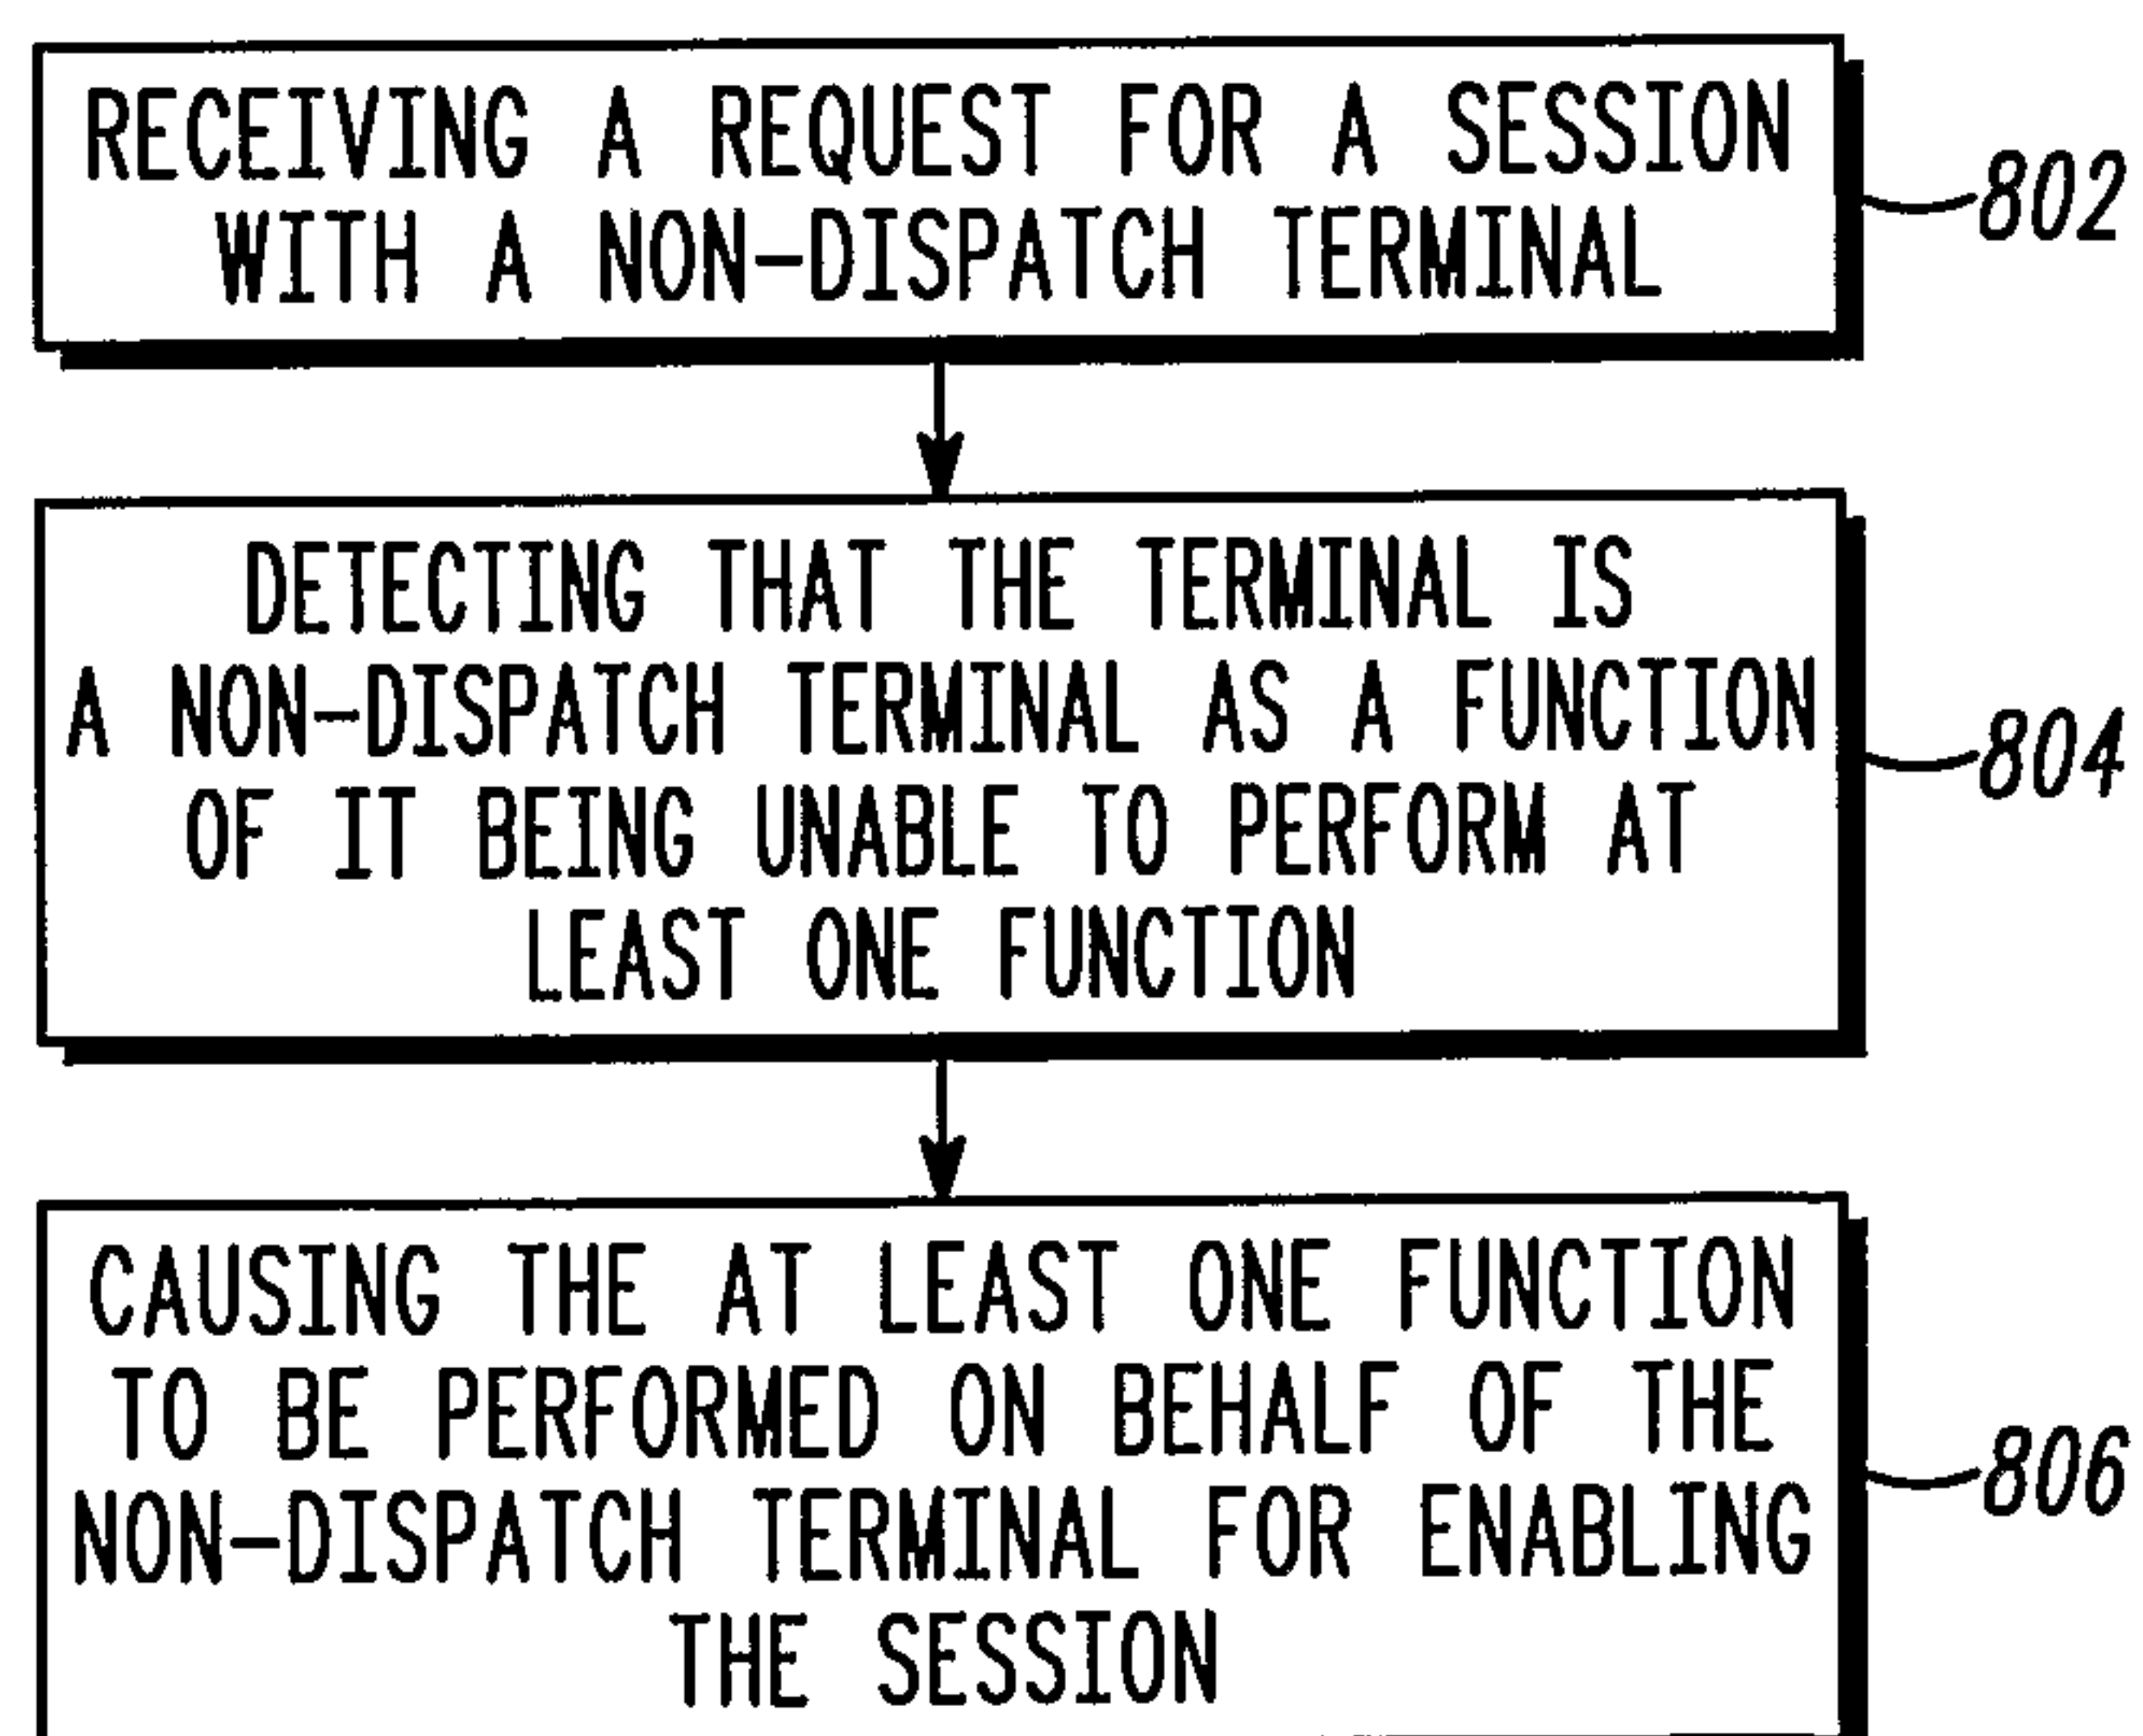 RECEIVING A REQUEST FOR A SESSION
WITH A NON-DISPATCH TERMINAL
802
DETECTING THAT THE TERMINAL IS
A NON-DISPATCH TERMINAL AS A FUNCTION
OF IT BEING UNABLE TO PERFORM AT
LEAST ONE FUNCTION
804
CAUSING THE AT LEAST ONE FUNCTION
TO BE PERFORMED ON BEHALF OF THE
NON-DISPATCH TERMINAL FOR ENABLING
THE SESSION
806